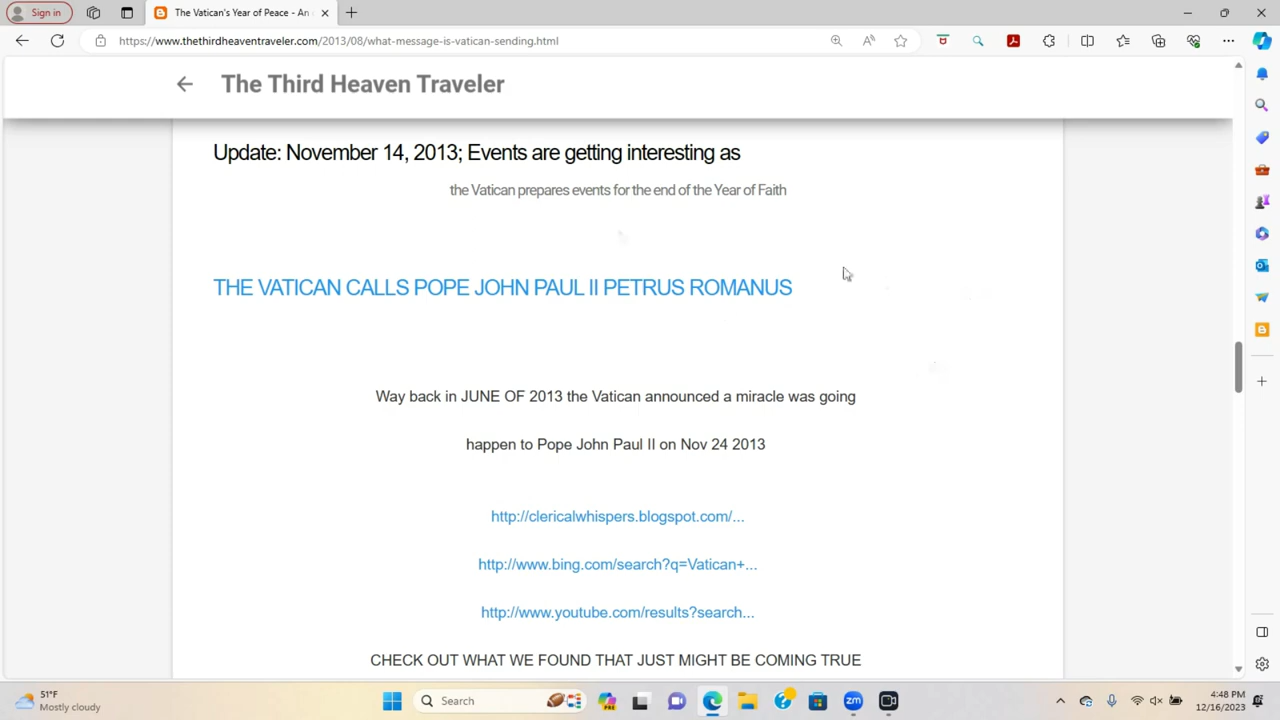 Sign in
The Vatican's Year of Peace - An
https://www.thethirdheaventraveler.com/2013/08/what-message-is-vatican-sending.html
The Third Heaven Traveler
Update: November 14, 2013; Events are getting interesting as
the Vatican prepares events for the end of the Year of Faith
THE VATICAN CALLS POPE JOHN PAUL II PETRUS ROMANUS
Way back in JUNE OF 2013 the Vatican announced a miracle was going
happen to Pope John Paul II on Nov 24 2013
http://clericalwhispers.blogspot.com/...
http://www.bing.com/search?q=Vatican+...
http://www.youtube.com/results?search...
CHECK OUT WHAT WE FOUND THAT JUST MIGHT BE COMING TRUE
51°F
Mostly cloudy
Search
PRE
zm
4:48 PM
12/16/2023